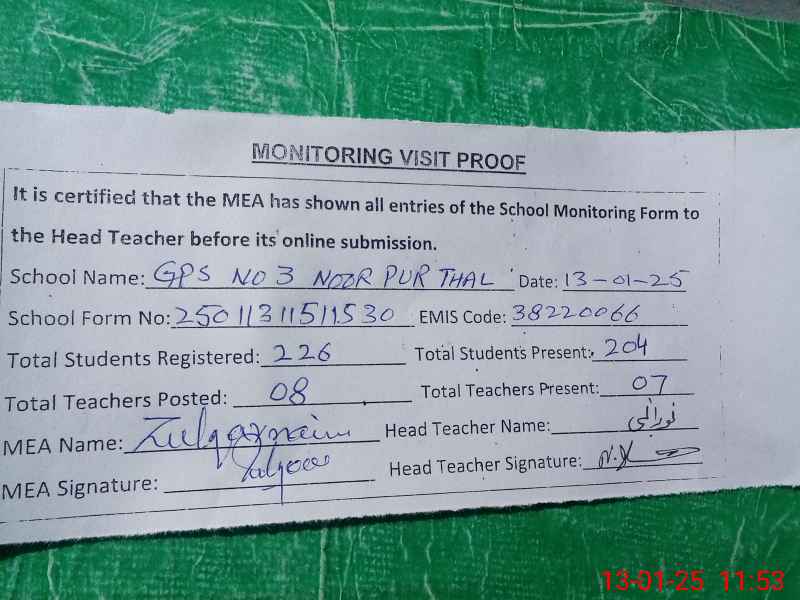 MONITORING VISIT PROOF
It is certified that the MEA has shown all entries of the School Monitoring Form to
the Head Teacher before its online submission.
School Name: GPS NO 3 NOOR PUR THAL Date: 13-01-25
School Form No: 25011311511530 EMIS Code: 38220066
Total Students Registered: 226 Total Students Present: 204
Total Teachers Posted: 08 Total Teachers Present: 07
MEA Name: Zulqarnain Head Teacher Name:
MEA Signature: Head Teacher Signature:
13-01-25 11:53